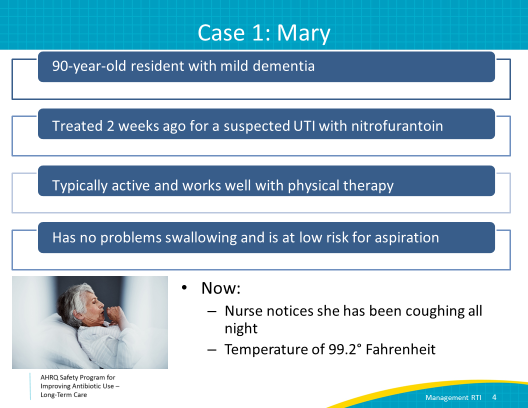 Case 1: Mary
90-year-old resident with mild dementia
Treated 2 weeks ago for a suspected UTI with nitrofurantoin
Typically active and works well with physical therapy
Has no problems swallowing and is at low risk for aspiration
• Now:
– Nurse notices she has been coughing all
night
– Temperature of 99.2° Fahrenheit
AHRQ Safety Program for
Improving Antibiotic Use –
Long-Term Care
Management RTI 4